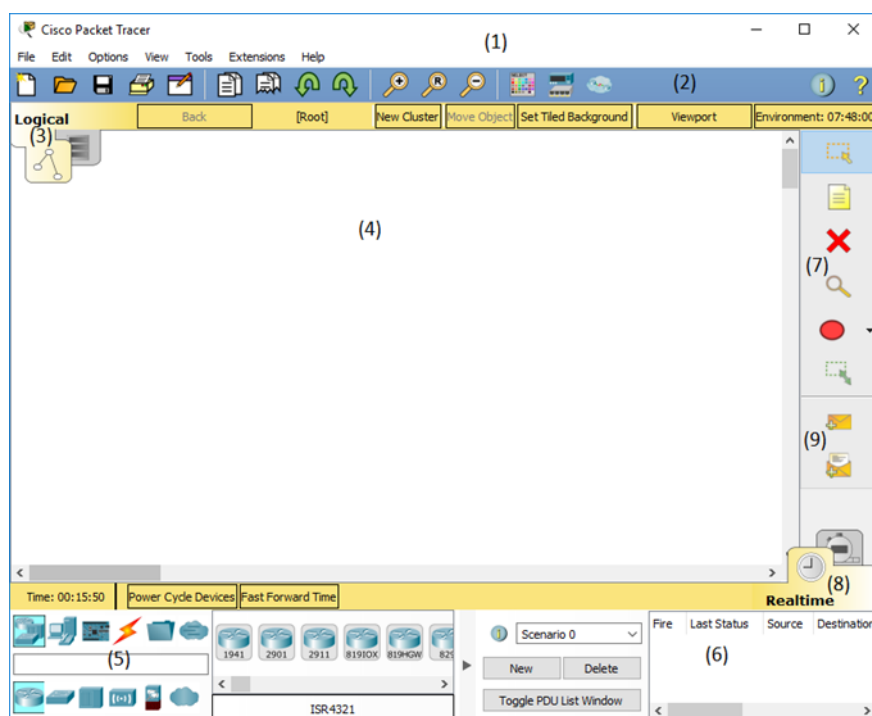 Cisco Packet Tracer
File Edit Options View Tools Extensions Help (1)
R (2) i ?
Logical Back [Root] New Cluster Move Object Set Tiled Background Viewport Environment: 07:48:00
(3)
(4)
(7)
(9)
Time: 00:15:50 Power Cycle Devices Fast Forward Time (8)
Realtime
(5)
1941 2901 2911 819IOX 819HGW 829
ISR4321
i Scenario 0
New Delete
Toggle PDU List Window
Fire Last Status Source Destination
(6)